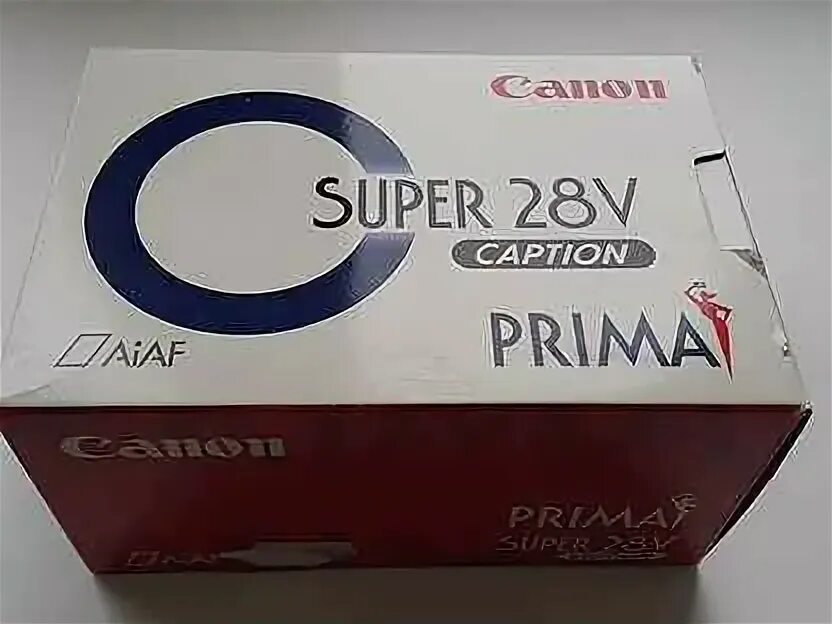 Canon
SUPER 28V
CAPTION
PRIMA
AiAF
Canon
PRIMA
SUPER 28V